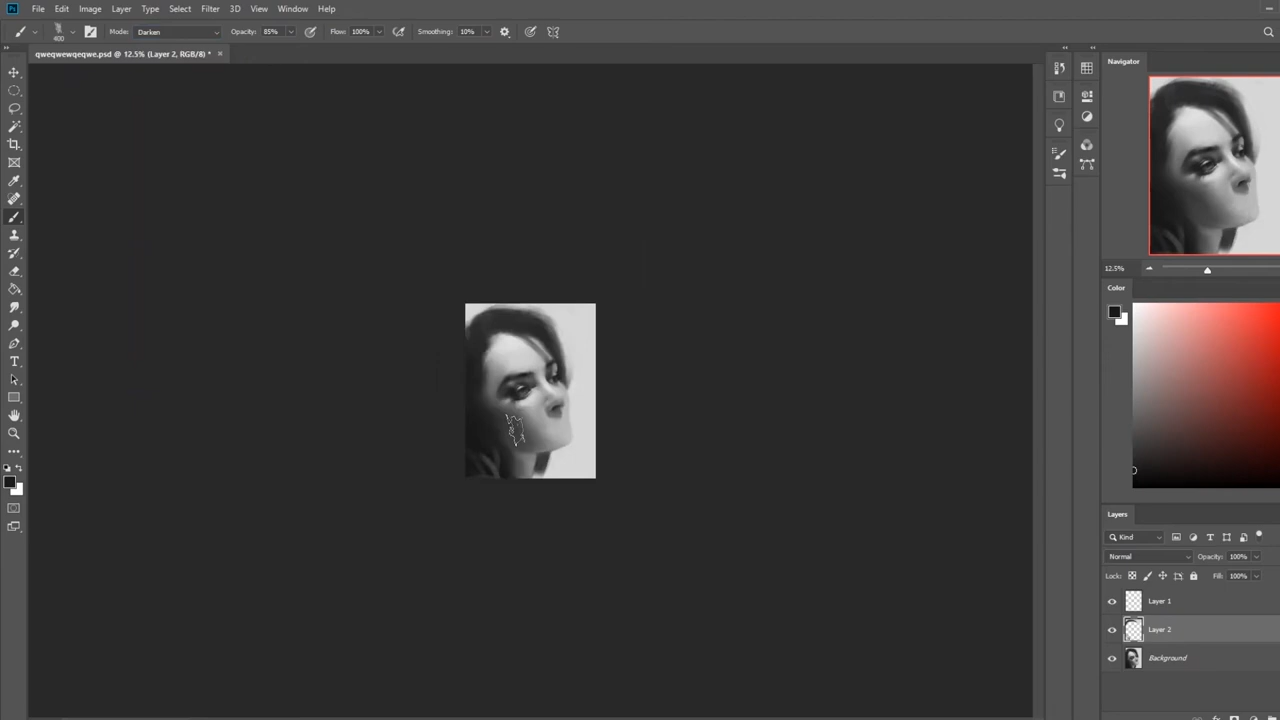 Ps File Edit Image Layer Type Select Filter 3D View Window Help
400 Mode: Darken Opacity: 85% Flow: 100% Smoothing: 10%
qweqwewqeqwe.psd @ 12.5% (Layer 2, RGB/8) * ×
Navigator
12.5%
Color
Layers
Kind
Normal Opacity: 100%
Lock: Fill: 100%
Layer 1
Layer 2
Background